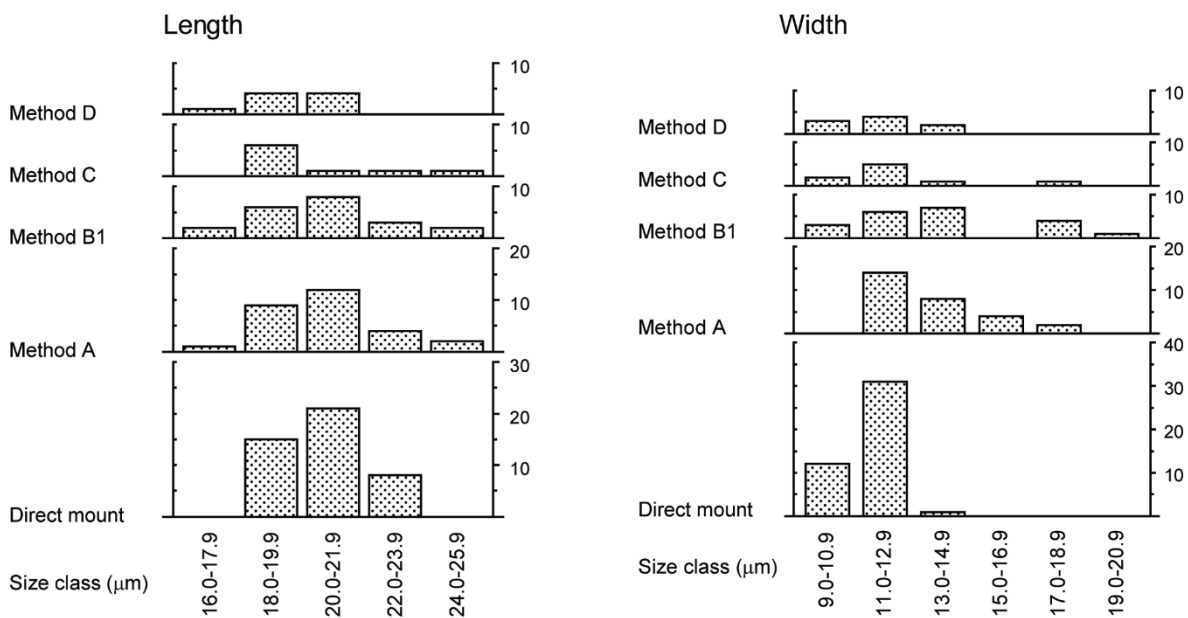 Length
Method D
10
Method C
10
Method B1
10
Method A
20
10
Direct mount
30
20
10
Size class (μm)
16.0-17.9
18.0-19.9
20.0-21.9
22.0-23.9
24.0-25.9
Width
Method D
10
Method C
10
Method B1
10
Method A
20
10
Direct mount
40
30
20
10
Size class (μm)
9.0-10.9
11.0-12.9
13.0-14.9
15.0-16.9
17.0-18.9
19.0-20.9